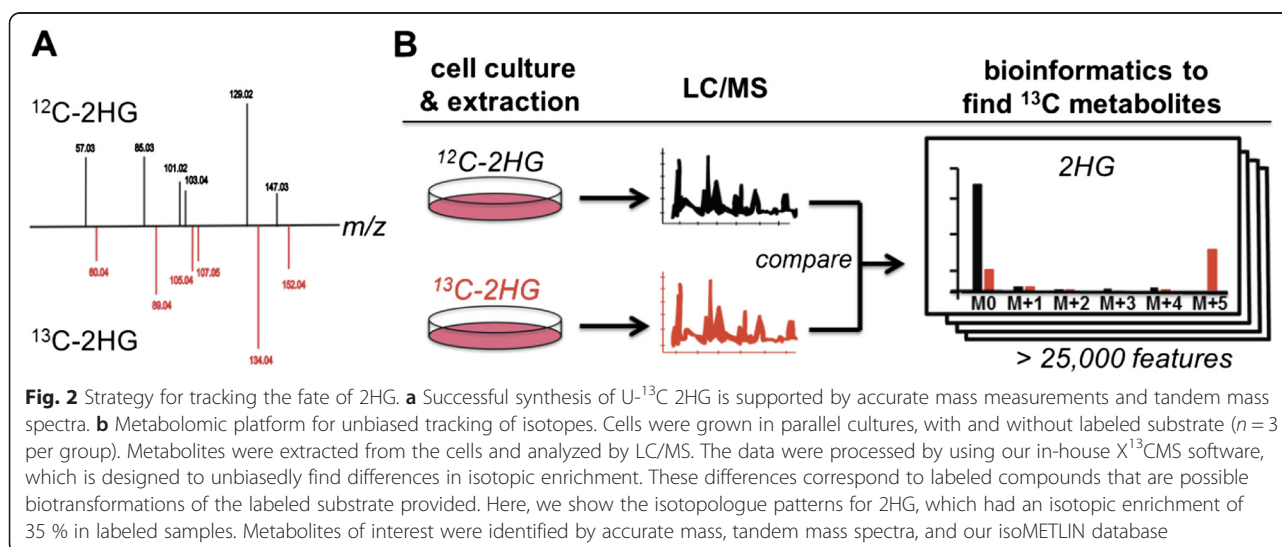 A
¹²C-2HG
57.03
85.03
101.02
103.04
129.02
147.03
m/z
60.04
89.04
105.04
107.05
134.04
152.04
¹³C-2HG
B
cell culture
& extraction
LC/MS
bioinformatics to
find ¹³C metabolites
¹²C-2HG
¹³C-2HG
compare
2HG
M0 M+1 M+2 M+3 M+4 M+5
> 25,000 features
Fig. 2 Strategy for tracking the fate of 2HG. a Successful synthesis of U-¹³C 2HG is supported by accurate mass measurements and tandem mass
spectra. b Metabolomic platform for unbiased tracking of isotopes. Cells were grown in parallel cultures, with and without labeled substrate (n = 3
per group). Metabolites were extracted from the cells and analyzed by LC/MS. The data were processed by using our in-house X¹³CMS software,
which is designed to unbiasedly find differences in isotopic enrichment. These differences correspond to labeled compounds that are possible
biotransformations of the labeled substrate provided. Here, we show the isotopologue patterns for 2HG, which had an isotopic enrichment of
35 % in labeled samples. Metabolites of interest were identified by accurate mass, tandem mass spectra, and our isoMETLIN database